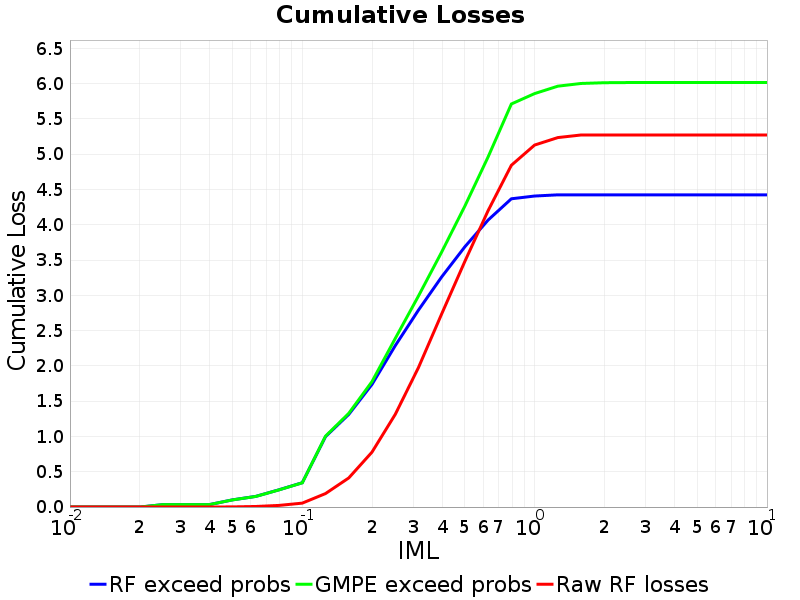 Cumulative Losses
Cumulative Loss
6.5
6.0
5.5
5.0
4.5
4.0
3.5
3.0
2.5
2.0
1.5
1.0
0.5
0.0
10-2 2 3 4 5 6 10-1 2 3 4 5 6 7 100 2 3 4 5 6 7 101
IML
RF exceed probs GMPE exceed probs Raw RF losses